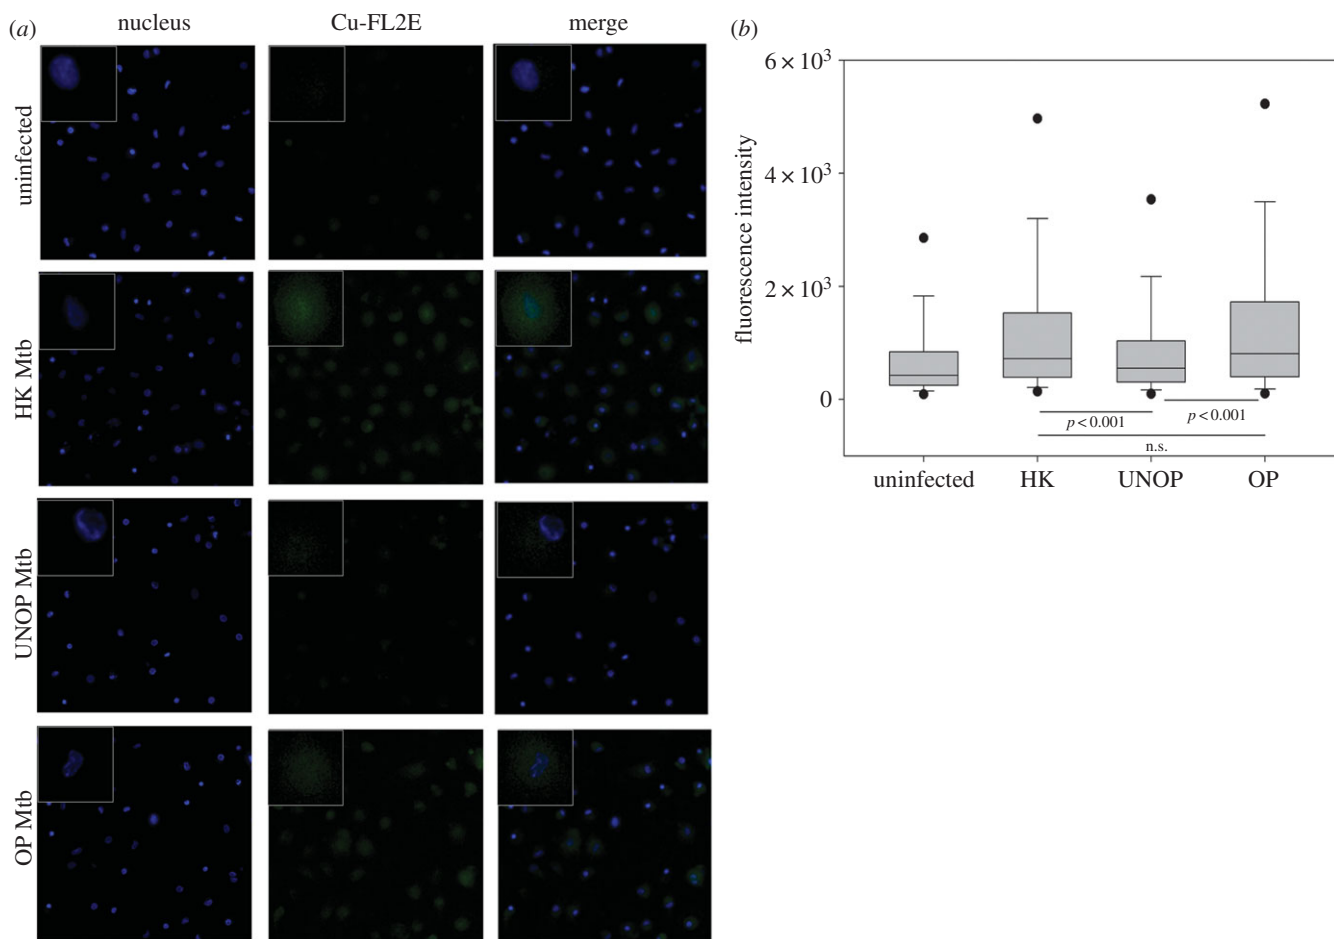 (a)
nucleus
Cu-FL2E
merge
uninfected
HK Mtb
UNOP Mtb
OP Mtb
(b)
fluorescence intensity
6 × 10³
4 × 10³
2 × 10³
0
p < 0.001
p < 0.001
n.s.
uninfected
HK
UNOP
OP